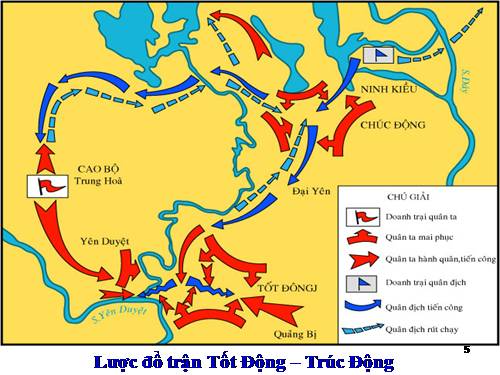 S.Đáy
NINH KIỀU
CHÚC ĐỘNG
CAO BỘ
Trung Hoà
Đại Yên
Yên Duyệt
TỐT ĐÔNGJ
S.Yên Duyệt
Quảng Bị
CHÚ GIẢI
Doanh trại quân ta
Quân ta mai phục
Quân ta hành quân,tiến công
Doanh trại quân địch
Quân địch tiến công
Quân địch rút chạy
5
Lược đồ trận Tốt Động – Trúc Động